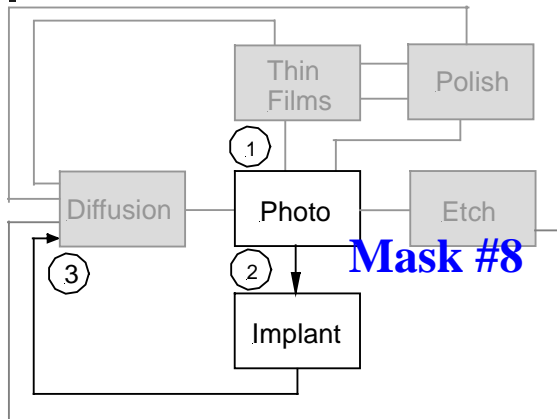 Thin
Films
Polish
1
Diffusion
Photo
Etch
Mask #8
3
2
Implant